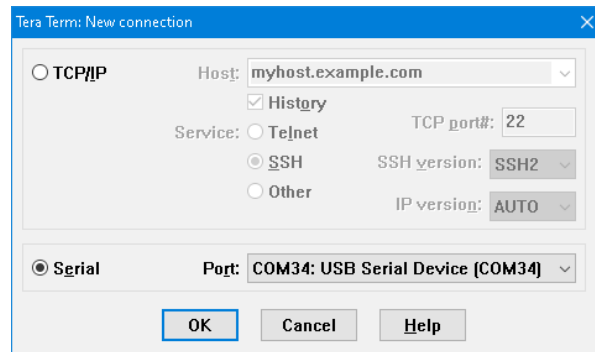 Tera Term: New connection
TCP/IP Host: myhost.example.com
History
Service: Telnet TCP port#: 22
SSH SSH version: SSH2
Other IP version: AUTO
Serial Port: COM34: USB Serial Device (COM34)
OK Cancel Help